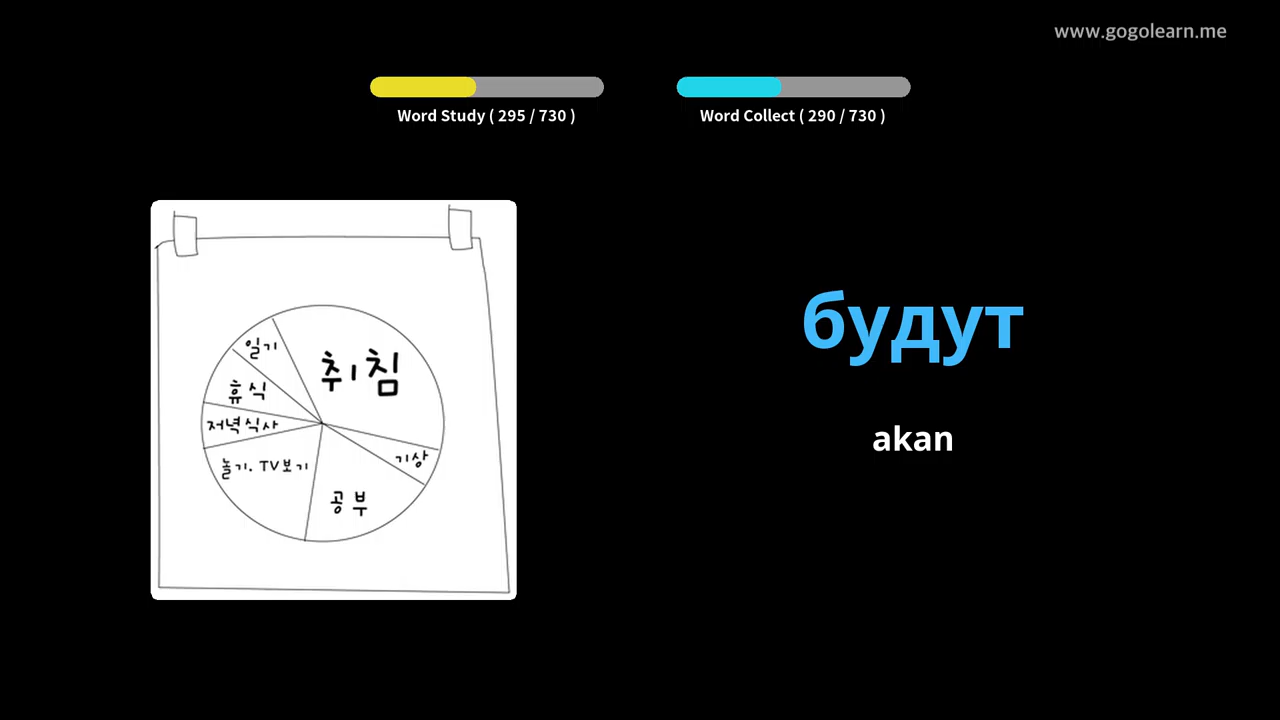 www.gogolearn.me
Word Study ( 295 / 730 )
Word Collect ( 290 / 730 )
일기
취침
휴식
저녁식사
기상
놀기. TV보기
공부
будут
akan